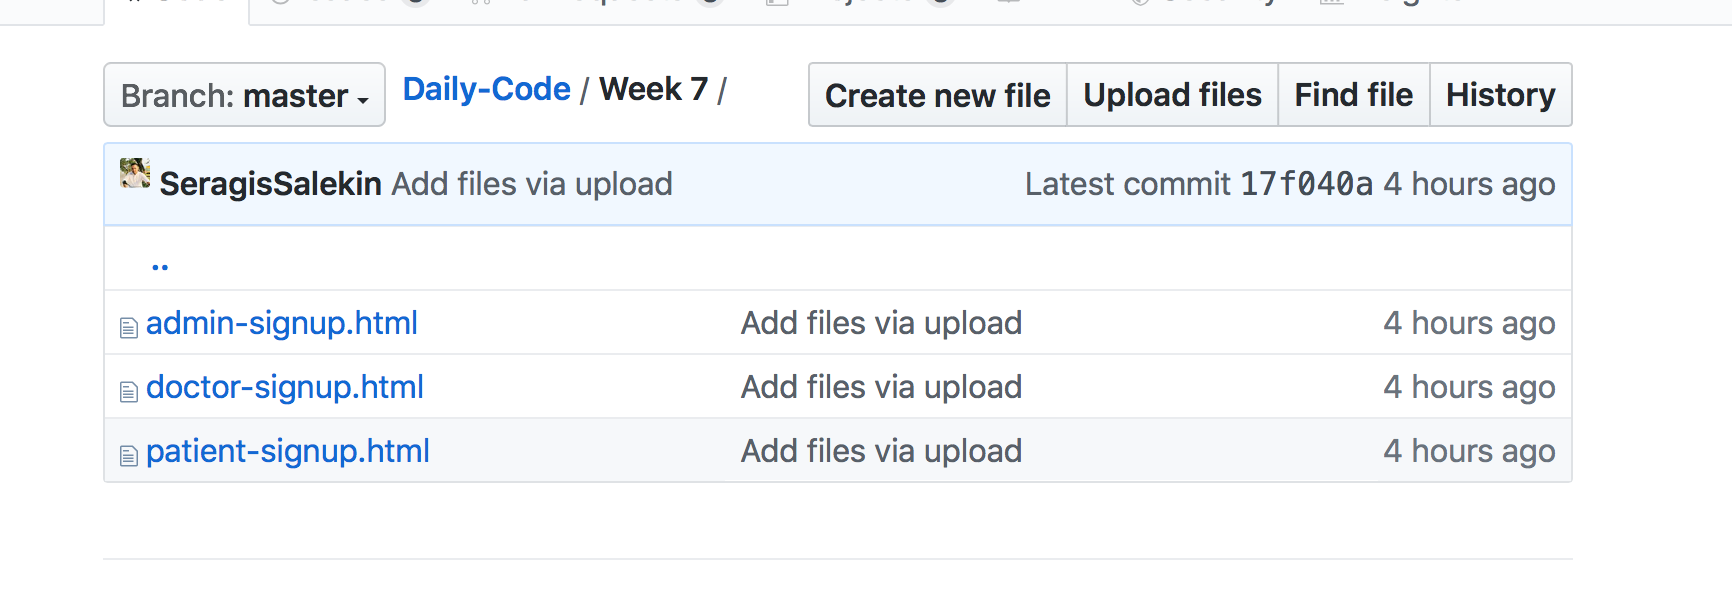 Branch: master
Daily-Code / Week 7 /
Create new file
Upload files
Find file
History
SeragisSalekin Add files via upload
Latest commit 17f040a 4 hours ago
..
admin-signup.html Add files via upload 4 hours ago
doctor-signup.html Add files via upload 4 hours ago
patient-signup.html Add files via upload 4 hours ago